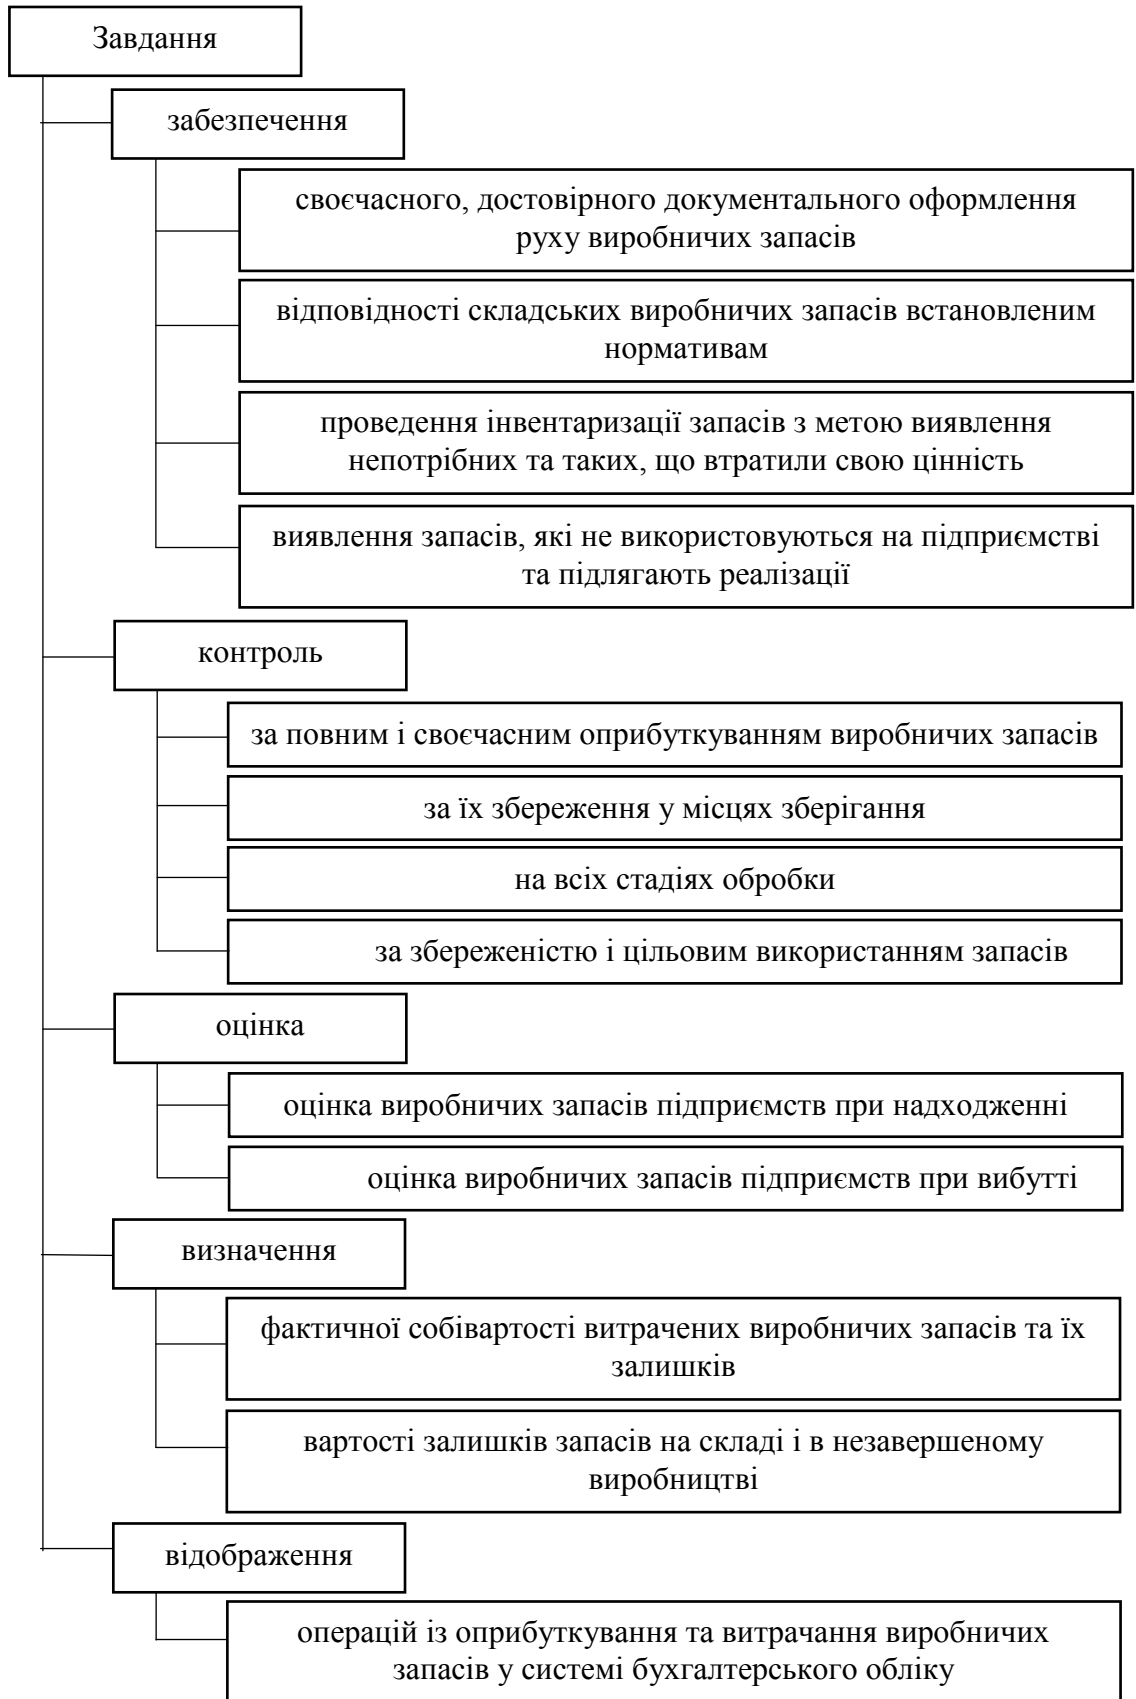 Завдання
забезпечення
своєчасного, достовірного документального оформлення
руху виробничих запасів
відповідності складських виробничих запасів встановленим
нормативам
проведення інвентаризації запасів з метою виявлення
непотрібних та таких, що втратили свою цінність
виявлення запасів, які не використовуються на підприємстві
та підлягають реалізації
контроль
за повним і своєчасним оприбуткуванням виробничих запасів
за їх збереження у місцях зберігання
на всіх стадіях обробки
за збереженістю і цільовим використанням запасів
оцінка
оцінка виробничих запасів підприємств при надходженні
оцінка виробничих запасів підприємств при вибутті
визначення
фактичної собівартості витрачених виробничих запасів та їх
залишків
вартості залишків запасів на складі і в незавершеному
виробництві
відображення
операцій із оприбуткування та витрачання виробничих
запасів у системі бухгалтерського обліку